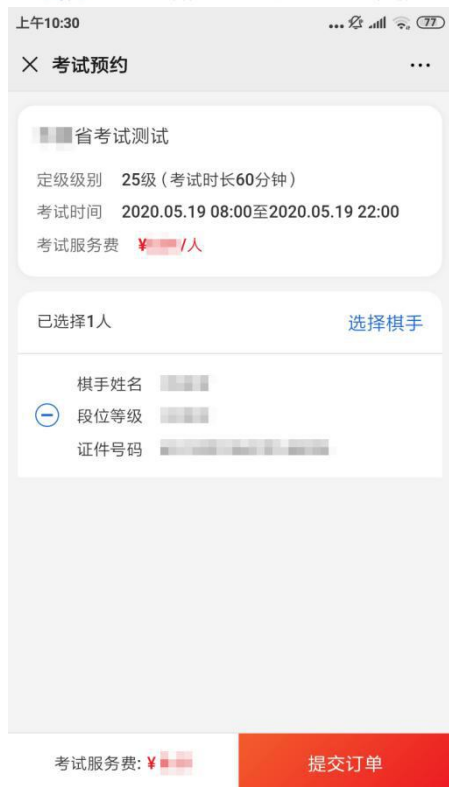 上午10:30
77
考试预约
省考试测试
定级级别 25级(考试时长60分钟)
考试时间 2020.05.19 08:00至2020.05.19 22:00
考试服务费 ¥ /人
已选择1人 选择棋手
棋手姓名
段位等级
证件号码
考试服务费: ¥
提交订单